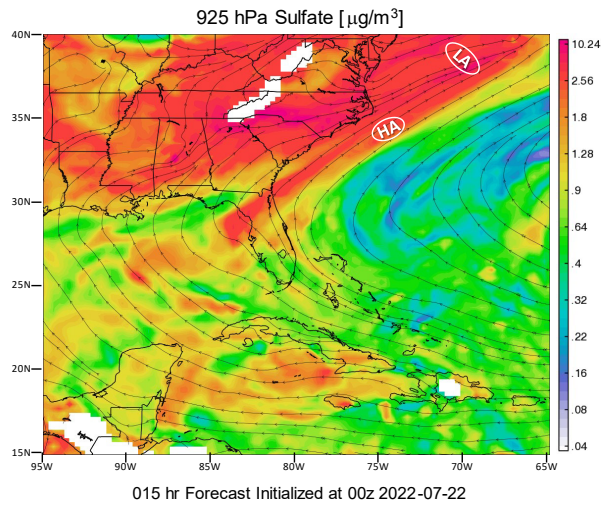 925 hPa Sulfate [μg/m³]
40N
35N
30N
25N
20N
15N
95W
90W
85W
80W
75W
70W
65W
LA
HA
10.24
2.56
1.8
1.28
.9
.64
.4
.32
.22
.16
.08
.04
015 hr Forecast Initialized at 00z 2022-07-22